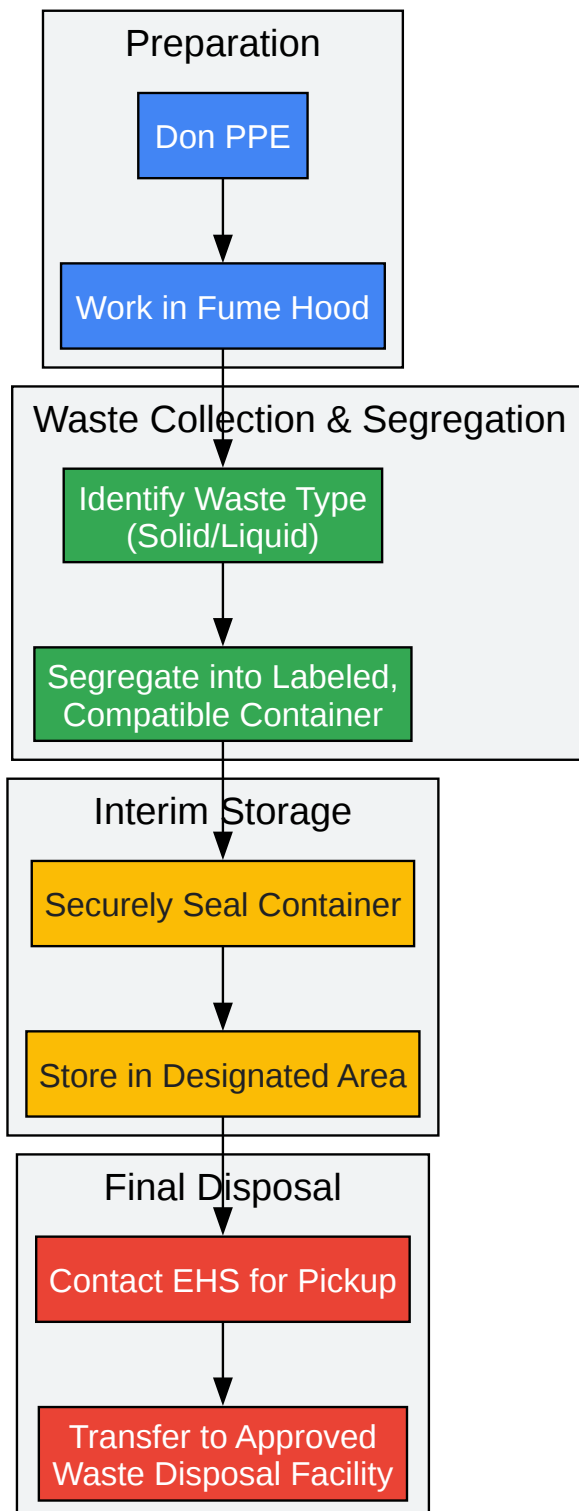 Preparation
Don PPE
Work in Fume Hood
Waste Collection & Segregation
Identify Waste Type
(Solid/Liquid)
Segregate into Labeled,
Compatible Container
Interim Storage
Securely Seal Container
Store in Designated Area
Final Disposal
Contact EHS for Pickup
Transfer to Approved
Waste Disposal Facility